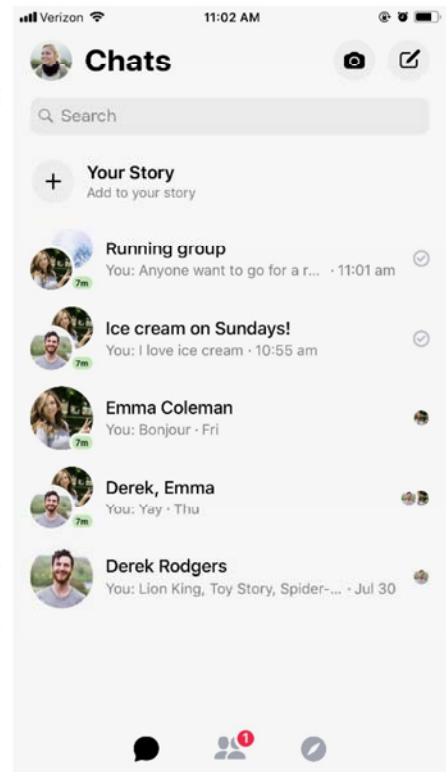 Verizon 11:02 AM
Chats
Search
Your Story
Add to your story
Running group
You: Anyone want to go for a r... · 11:01 am
7m
Ice cream on Sundays!
You: I love ice cream · 10:55 am
7m
Emma Coleman
You: Bonjour · Fri
7m
Derek, Emma
You: Yay · Thu
7m
Derek Rodgers
You: Lion King, Toy Story, Spider-... · Jul 30
1